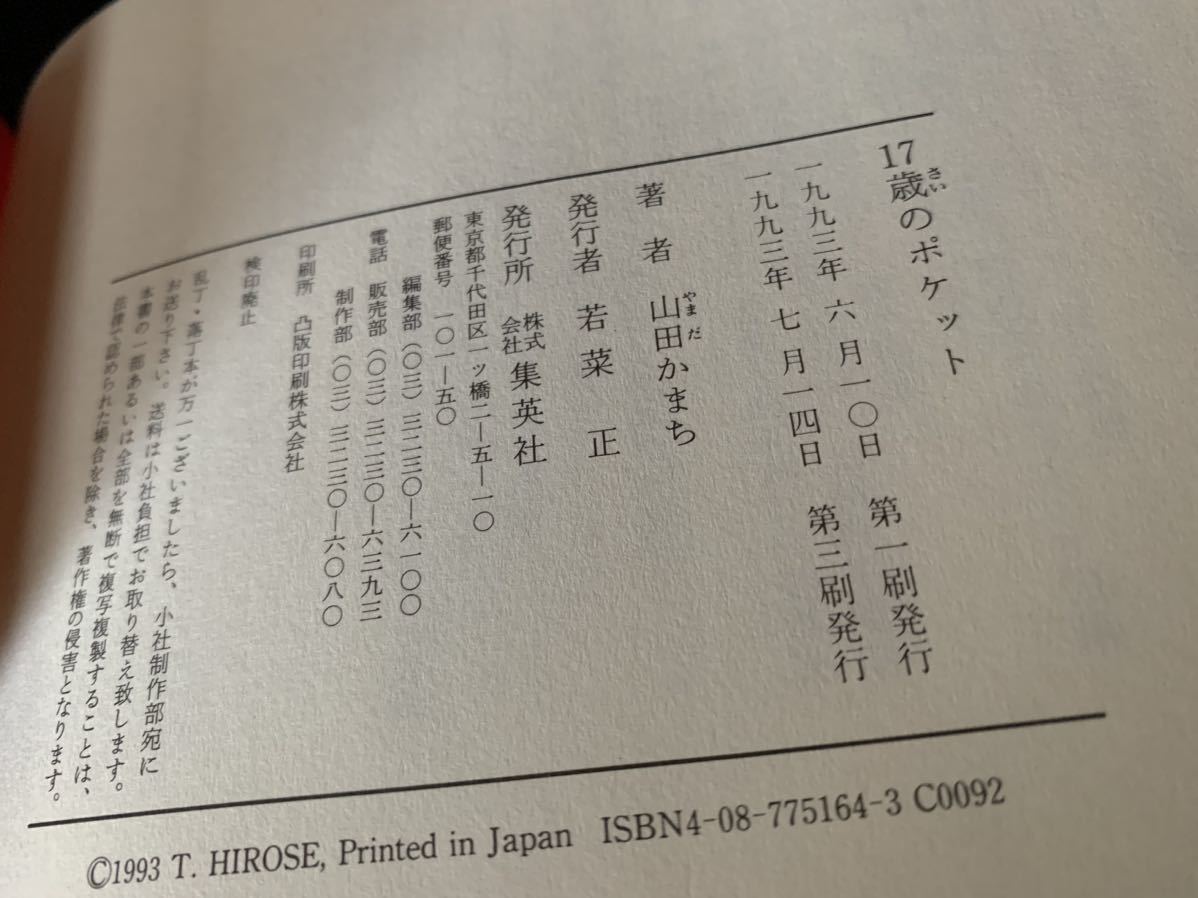 17歳のポケット
さい
一九九三年 六 月一〇日 第一刷発行
一九九三年 七 月一四日 第三刷発行
著 者 山田かまち
やま だ
発行者 若 菜 正
発行所 株式会社 集英社
東京都千代田区一ッ橋二―五―一〇
郵便番号 一〇一―五〇
編集部(〇三)三二三〇―六一〇〇
電話 販売部(〇三)三二三〇―六三九三
制作部(〇三)三二三〇―六〇八〇
印刷所 凸版印刷株式会社
検印廃止
乱丁・落丁本が万一ございましたら、小社制作部宛に
お送り下さい。送料は小社負担でお取り替え致します。
本書の一部あるいは全部を無断で複写複製することは、
法律で認められた場合を除き、著作権の侵害となります。
©1993 T. HIROSE, Printed in Japan ISBN4-08-775164-3 C0092